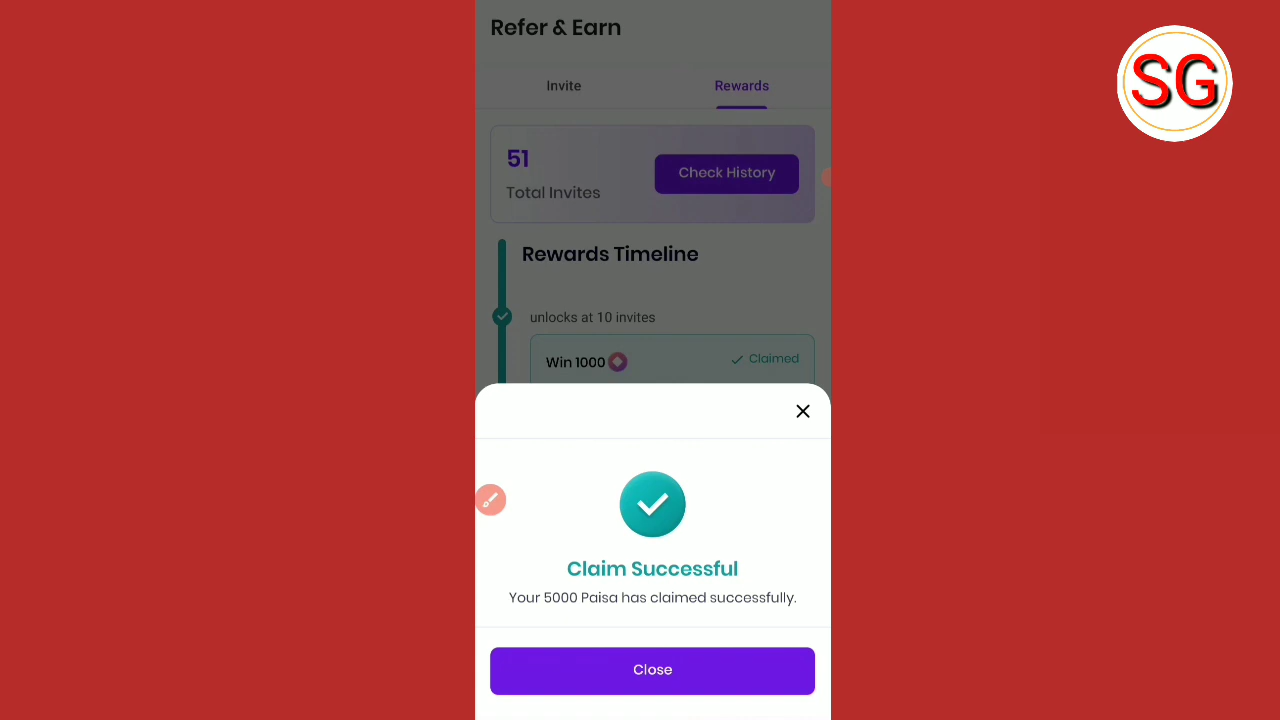 Refer & Earn
SG
Invite
Rewards
51
Total Invites
Check History
Rewards Timeline
unlocks at 10 invites
Win 1000
Claimed
Claim Successful
Your 5000 Paisa has claimed successfully.
Close